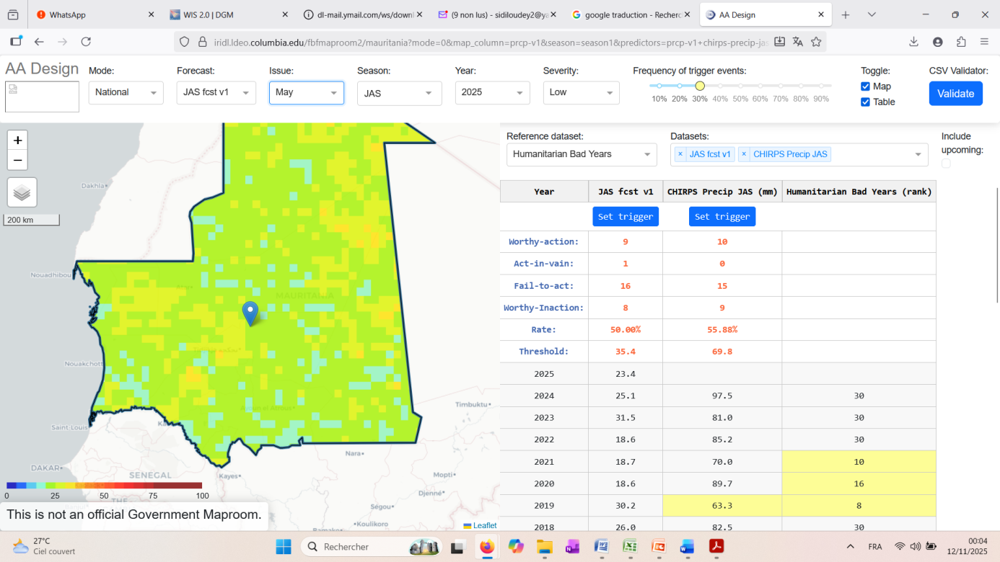 WhatsApp
WIS 2.0 | DGM
dl-mail.ymail.com/ws/downl
(9 non lus) - sidiloudey2@ya
google traduction - Recherc
AA Design
iridl.ldeo.columbia.edu/fbfmaproom2/mauritania?mode=0&map_column=prcp-v1&season=season1&predictors=prcp-v1+chirps-precip-jas
AA Design
Mode:
National
Forecast:
JAS fcst v1
Issue:
May
Season:
JAS
Year:
2025
Severity:
Low
Frequency of trigger events:
10% 20% 30% 40% 50% 60% 70% 80% 90%
Toggle:
Map
Table
CSV Validator:
Validate
+
−
200 km
Dakhla
Nouadhibou
MAURITANIA
Nouakchott
Saint-Louis
Timbuktu
Nara
DAKAR
SENEGAL
Kayes
Mopti
Djenné
THE
Ségou
Koulikoro
Bamako
0 25 50 75 100
This is not an official Government Maproom.
Leaflet
Reference dataset:
Humanitarian Bad Years
Datasets:
× JAS fcst v1 × CHIRPS Precip JAS
Include
upcoming:
Year JAS fcst v1 CHIRPS Precip JAS (mm) Humanitarian Bad Years (rank)
Set trigger Set trigger
Worthy-action: 9 10
Act-in-vain: 1 0
Fail-to-act: 16 15
Worthy-Inaction: 8 9
Rate: 50.00% 55.88%
Threshold: 35.4 69.8
2025 23.4
2024 25.1 97.5 30
2023 31.5 81.0 30
2022 18.6 85.2 30
2021 18.7 70.0 10
2020 18.6 89.7 16
2019 30.2 63.3 8
2018 26.0 82.5 30
27°C
Ciel couvert
Rechercher
FRA
00:04
12/11/2025